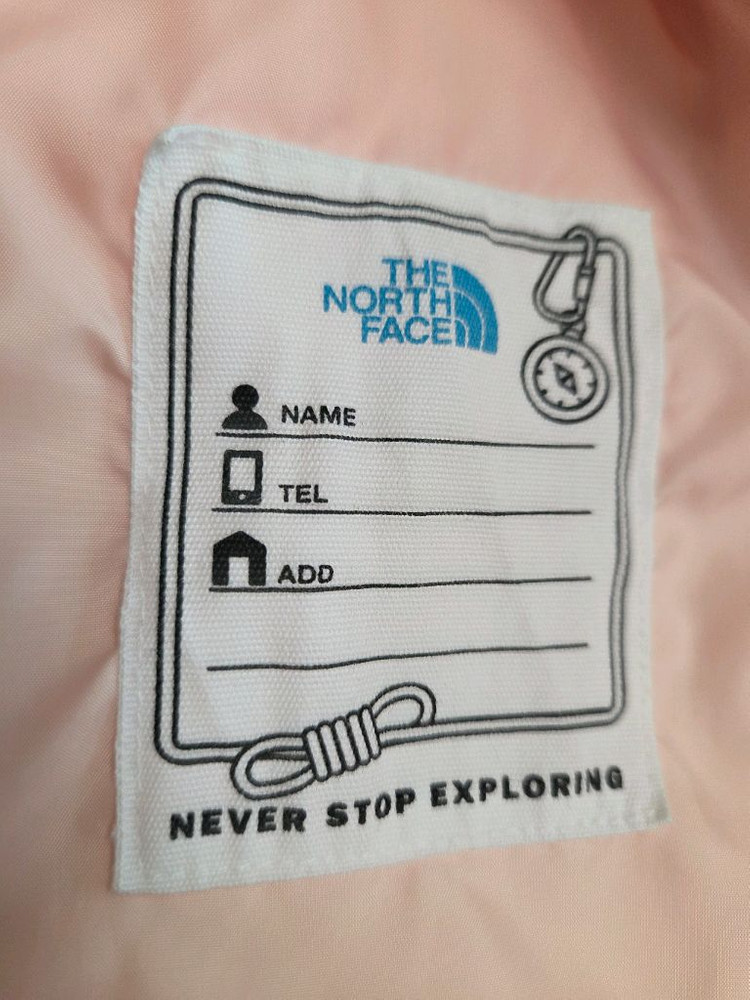 THE
NORTH
FACE
NAME
TEL
ADD
NEVER STOP EXPLORING